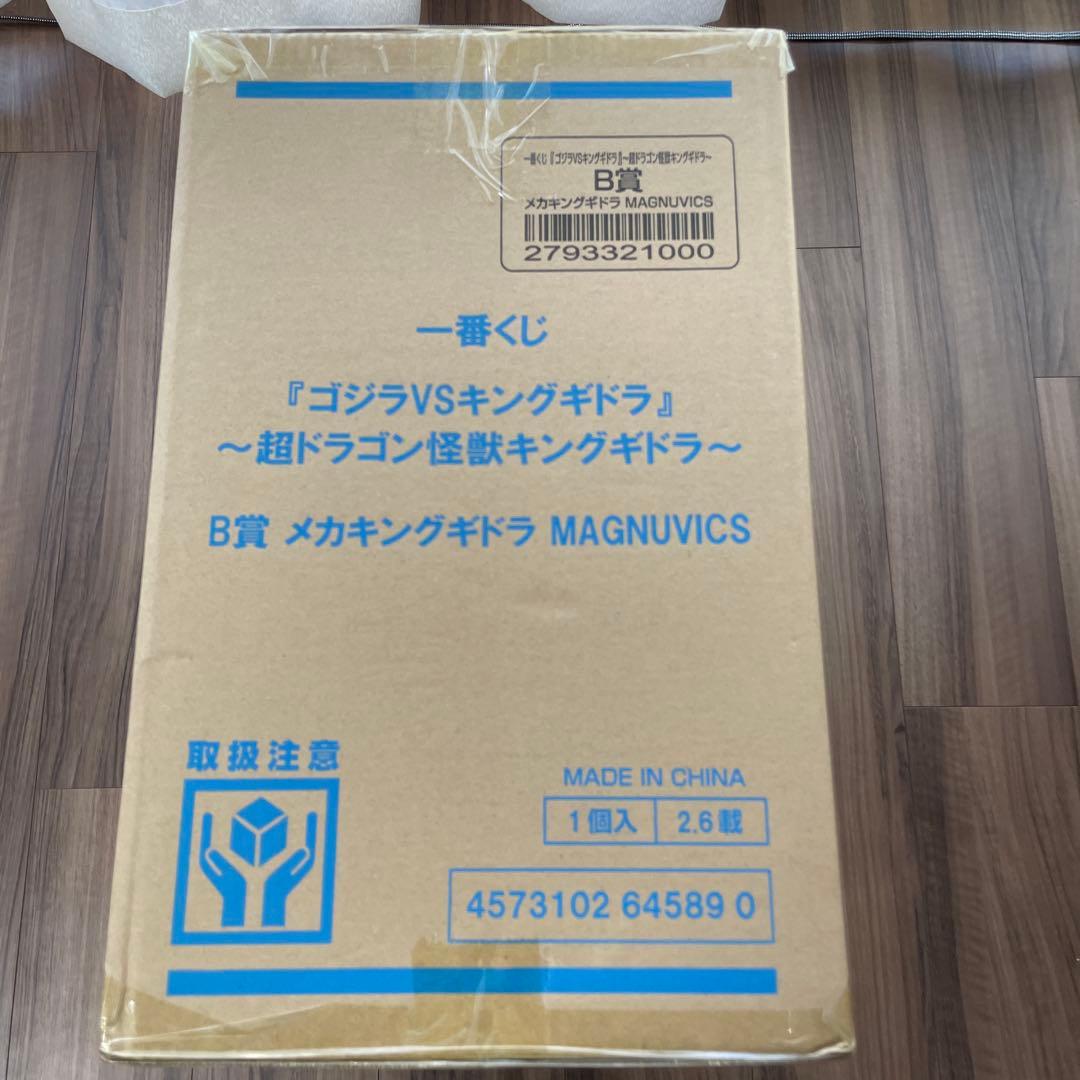 一番くじ『ゴジラVSキングギドラ』～超ドラゴン怪獣キングギドラ～
B賞
メカキングギドラ MAGNUVICS
2793321000
一番くじ
『ゴジラVSキングギドラ』
～超ドラゴン怪獣キングギドラ～
B賞 メカキングギドラ MAGNUVICS
取扱注意
MADE IN CHINA
1個入 2.6載
4573102 64589 0